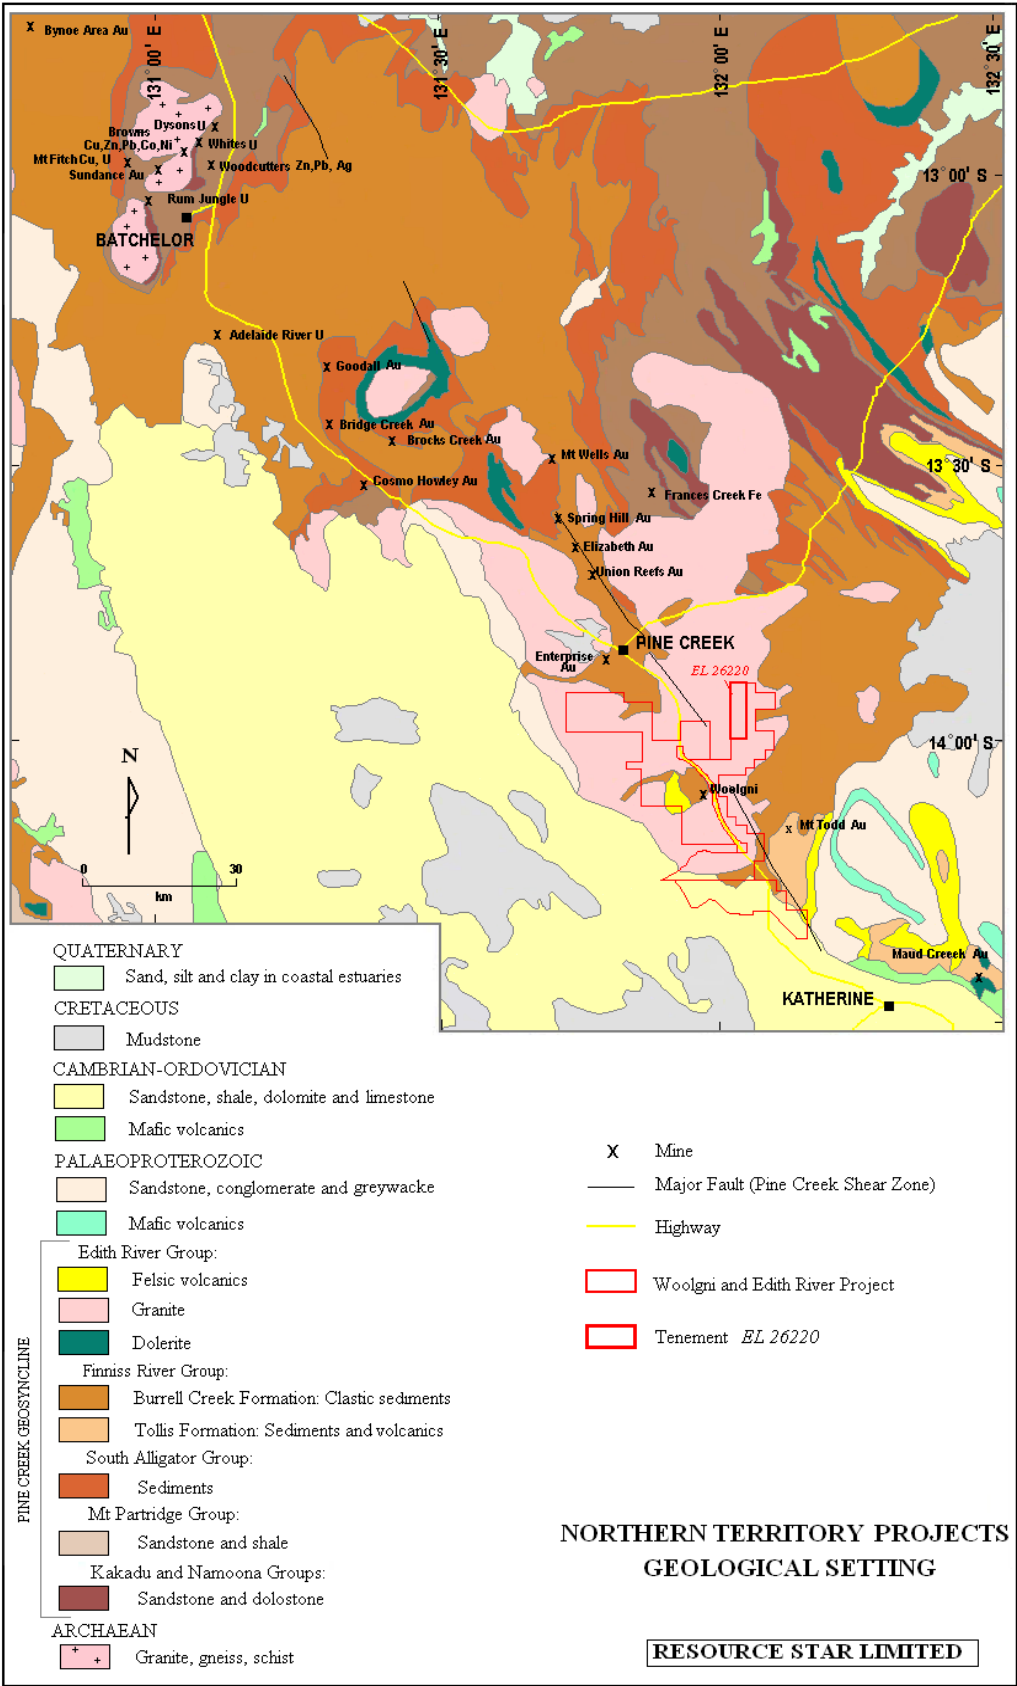 Bynoe Area Au
131° 00' E
131° 30' E
132° 00' E
132° 30' E
Browns
Dysons U
Cu,Zn,Pb,Co,Ni
Whites U
Mt Fitch Cu, U
Woodcutters Zn,Pb, Ag
Sundance Au
13° 00' S
Rum Jungle U
BATCHELOR
Adelaide River U
Goodall Au
Bridge Creek Au
Brocks Creek Au
Mt Wells Au
13° 30' S
Cosmo Howley Au
Frances Creek Fe
Spring Hill Au
Elizabeth Au
Union Reefs Au
PINE CREEK
Enterprise
Au
EL 26220
14° 00' S
N
Woolgni
Mt Todd Au
0 30
km
Maud Creeek Au
KATHERINE
QUATERNARY
Sand, silt and clay in coastal estuaries
CRETACEOUS
Mudstone
CAMBRIAN-ORDOVICIAN
Sandstone, shale, dolomite and limestone
Mafic volcanics
PALAEOPROTEROZOIC
Sandstone, conglomerate and greywacke
Mafic volcanics
PINE CREEK GEOSYNCLINE
Edith River Group:
Felsic volcanics
Granite
Dolerite
Finniss River Group:
Burrell Creek Formation: Clastic sediments
Tollis Formation: Sediments and volcanics
South Alligator Group:
Sediments
Mt Partridge Group:
Sandstone and shale
Kakadu and Namoona Groups:
Sandstone and dolostone
ARCHAEAN
Granite, gneiss, schist
X Mine
Major Fault (Pine Creek Shear Zone)
Highway
Woolgni and Edith River Project
Tenement EL 26220
NORTHERN TERRITORY PROJECTS
GEOLOGICAL SETTING
RESOURCE STAR LIMITED